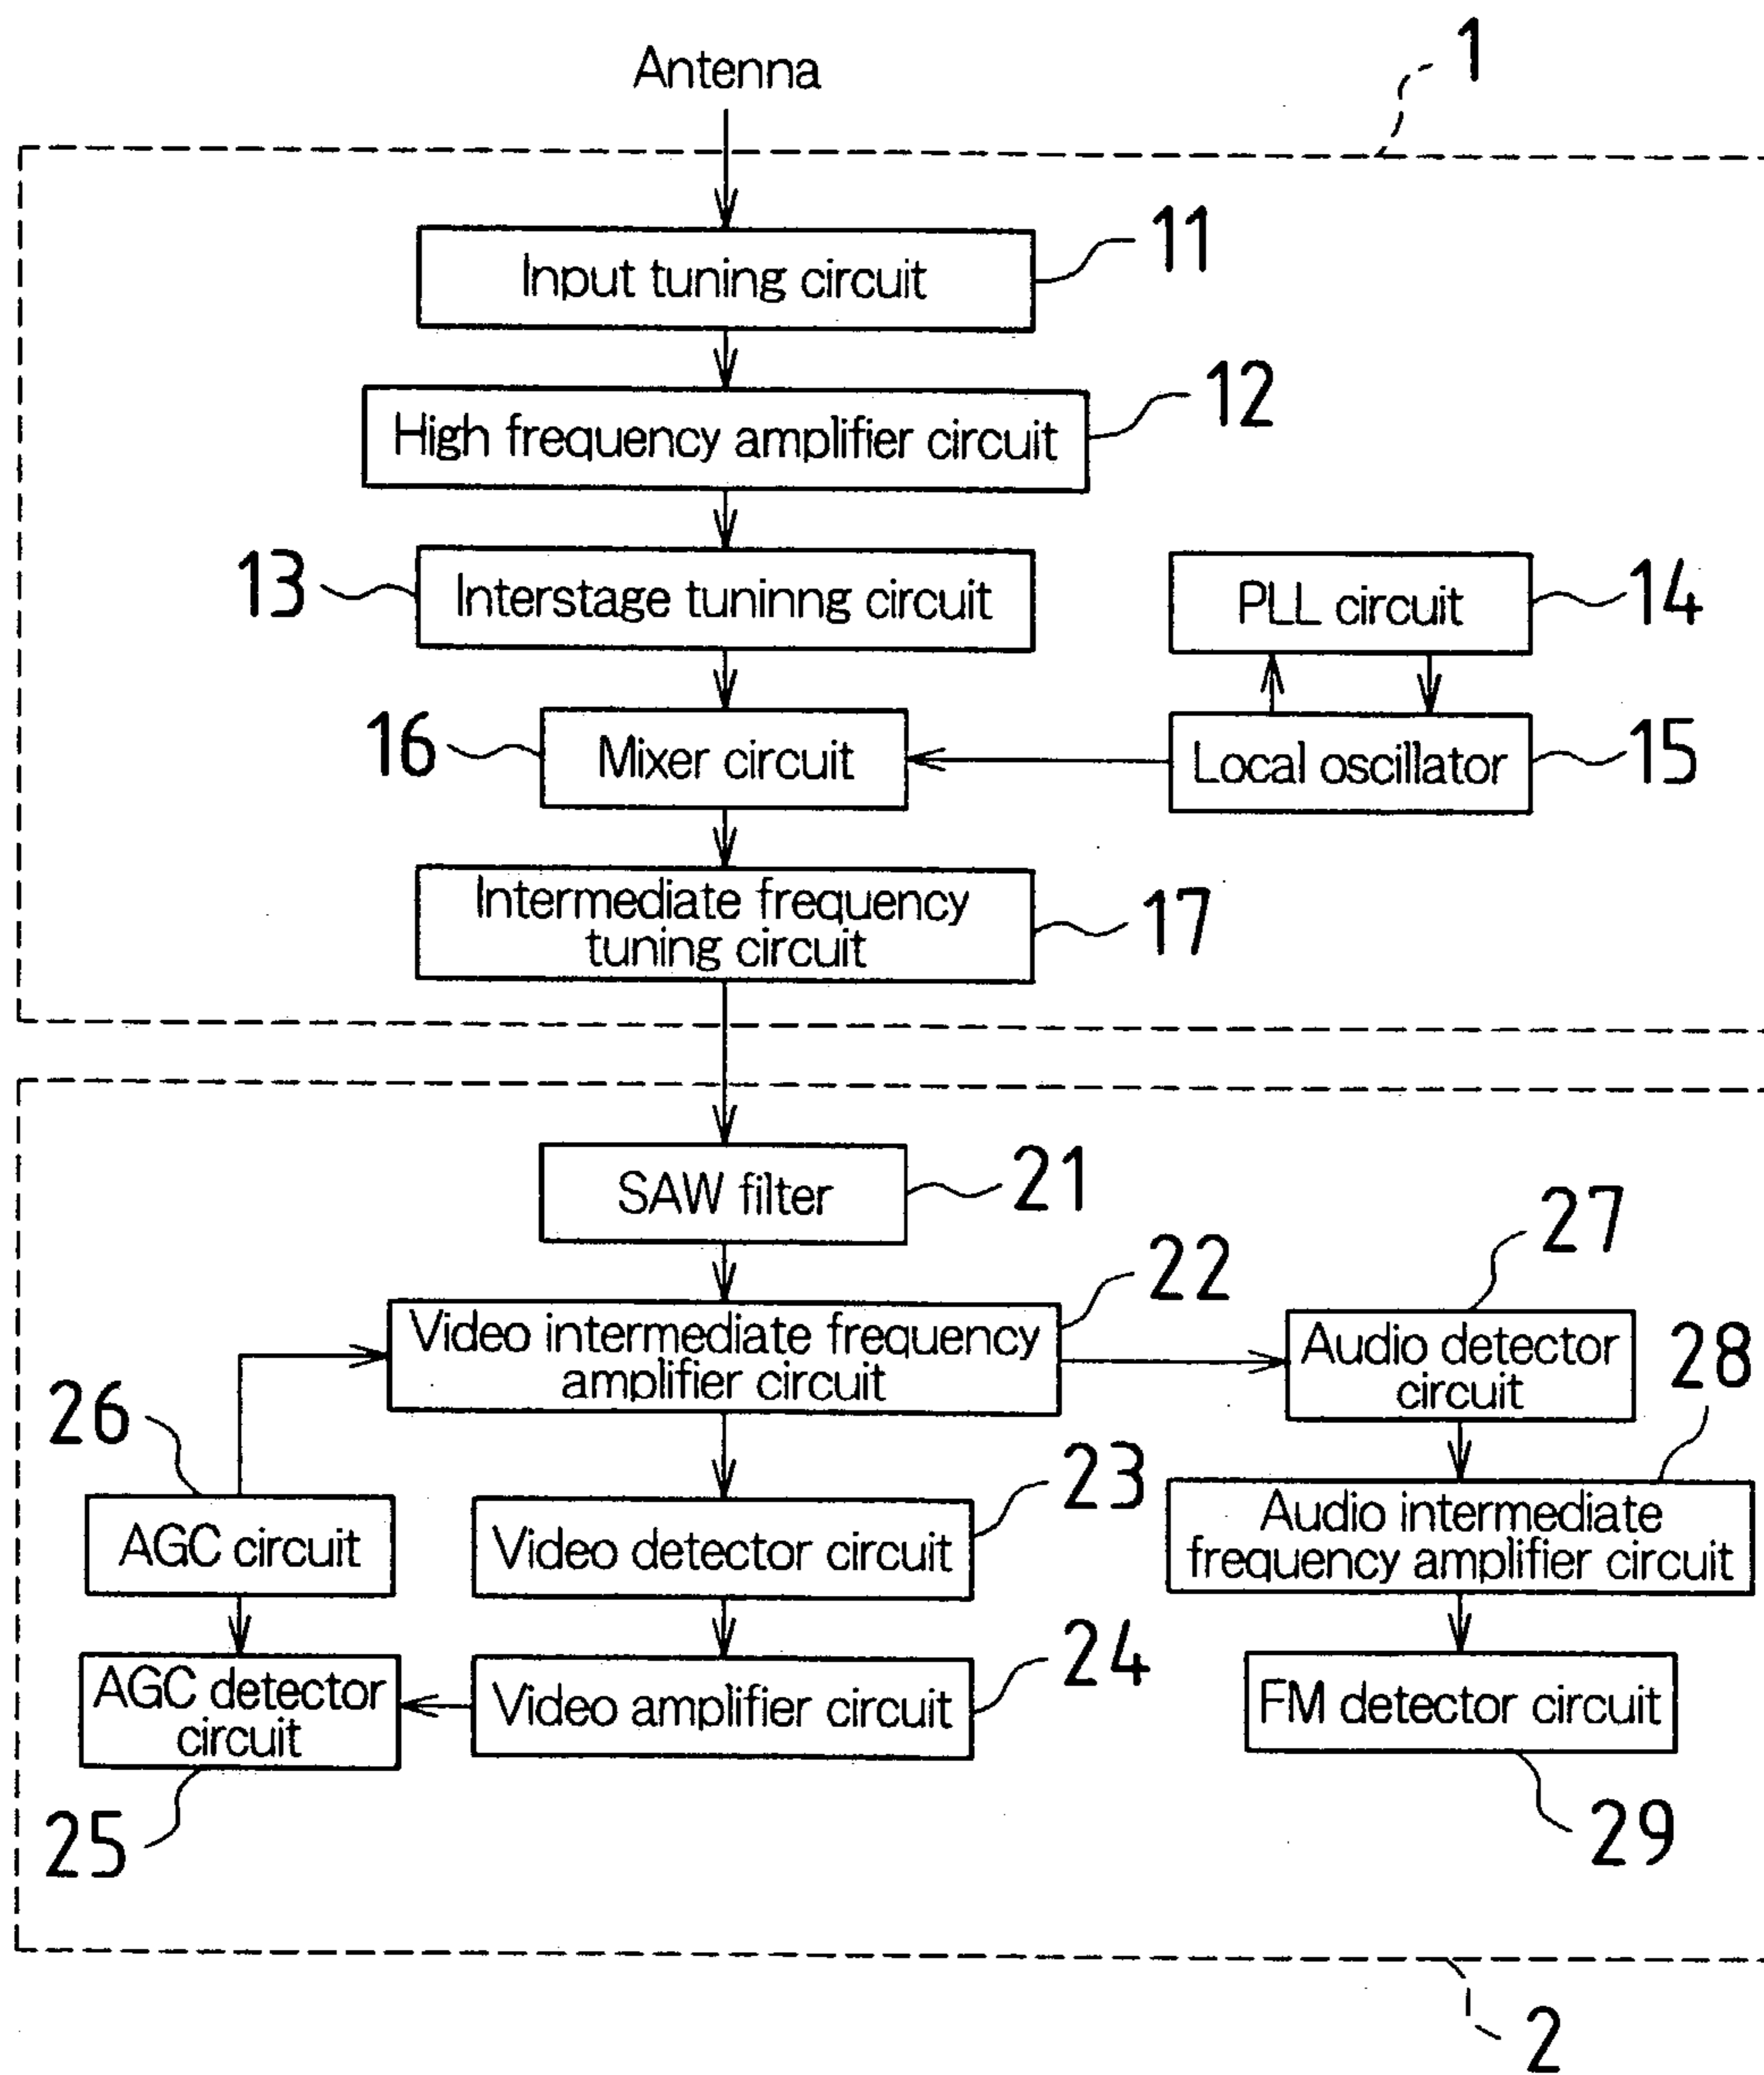 1
Antenna
Input tuning circuit
11
High frequency amplifier circuit
12
13
Interstage tuninng circuit
PLL circuit
14
16
Mixer circuit
Local oscillator
15
Intermediate frequency
tuning circuit
17
SAW filter
21
22
27
Video intermediate frequency
amplifier circuit
Audio detector
circuit
28
26
23
AGC circuit
Video detector circuit
Audio intermediate
frequency amplifier circuit
24
AGC detector
circuit
Video amplifier circuit
FM detector circuit
25
29
2